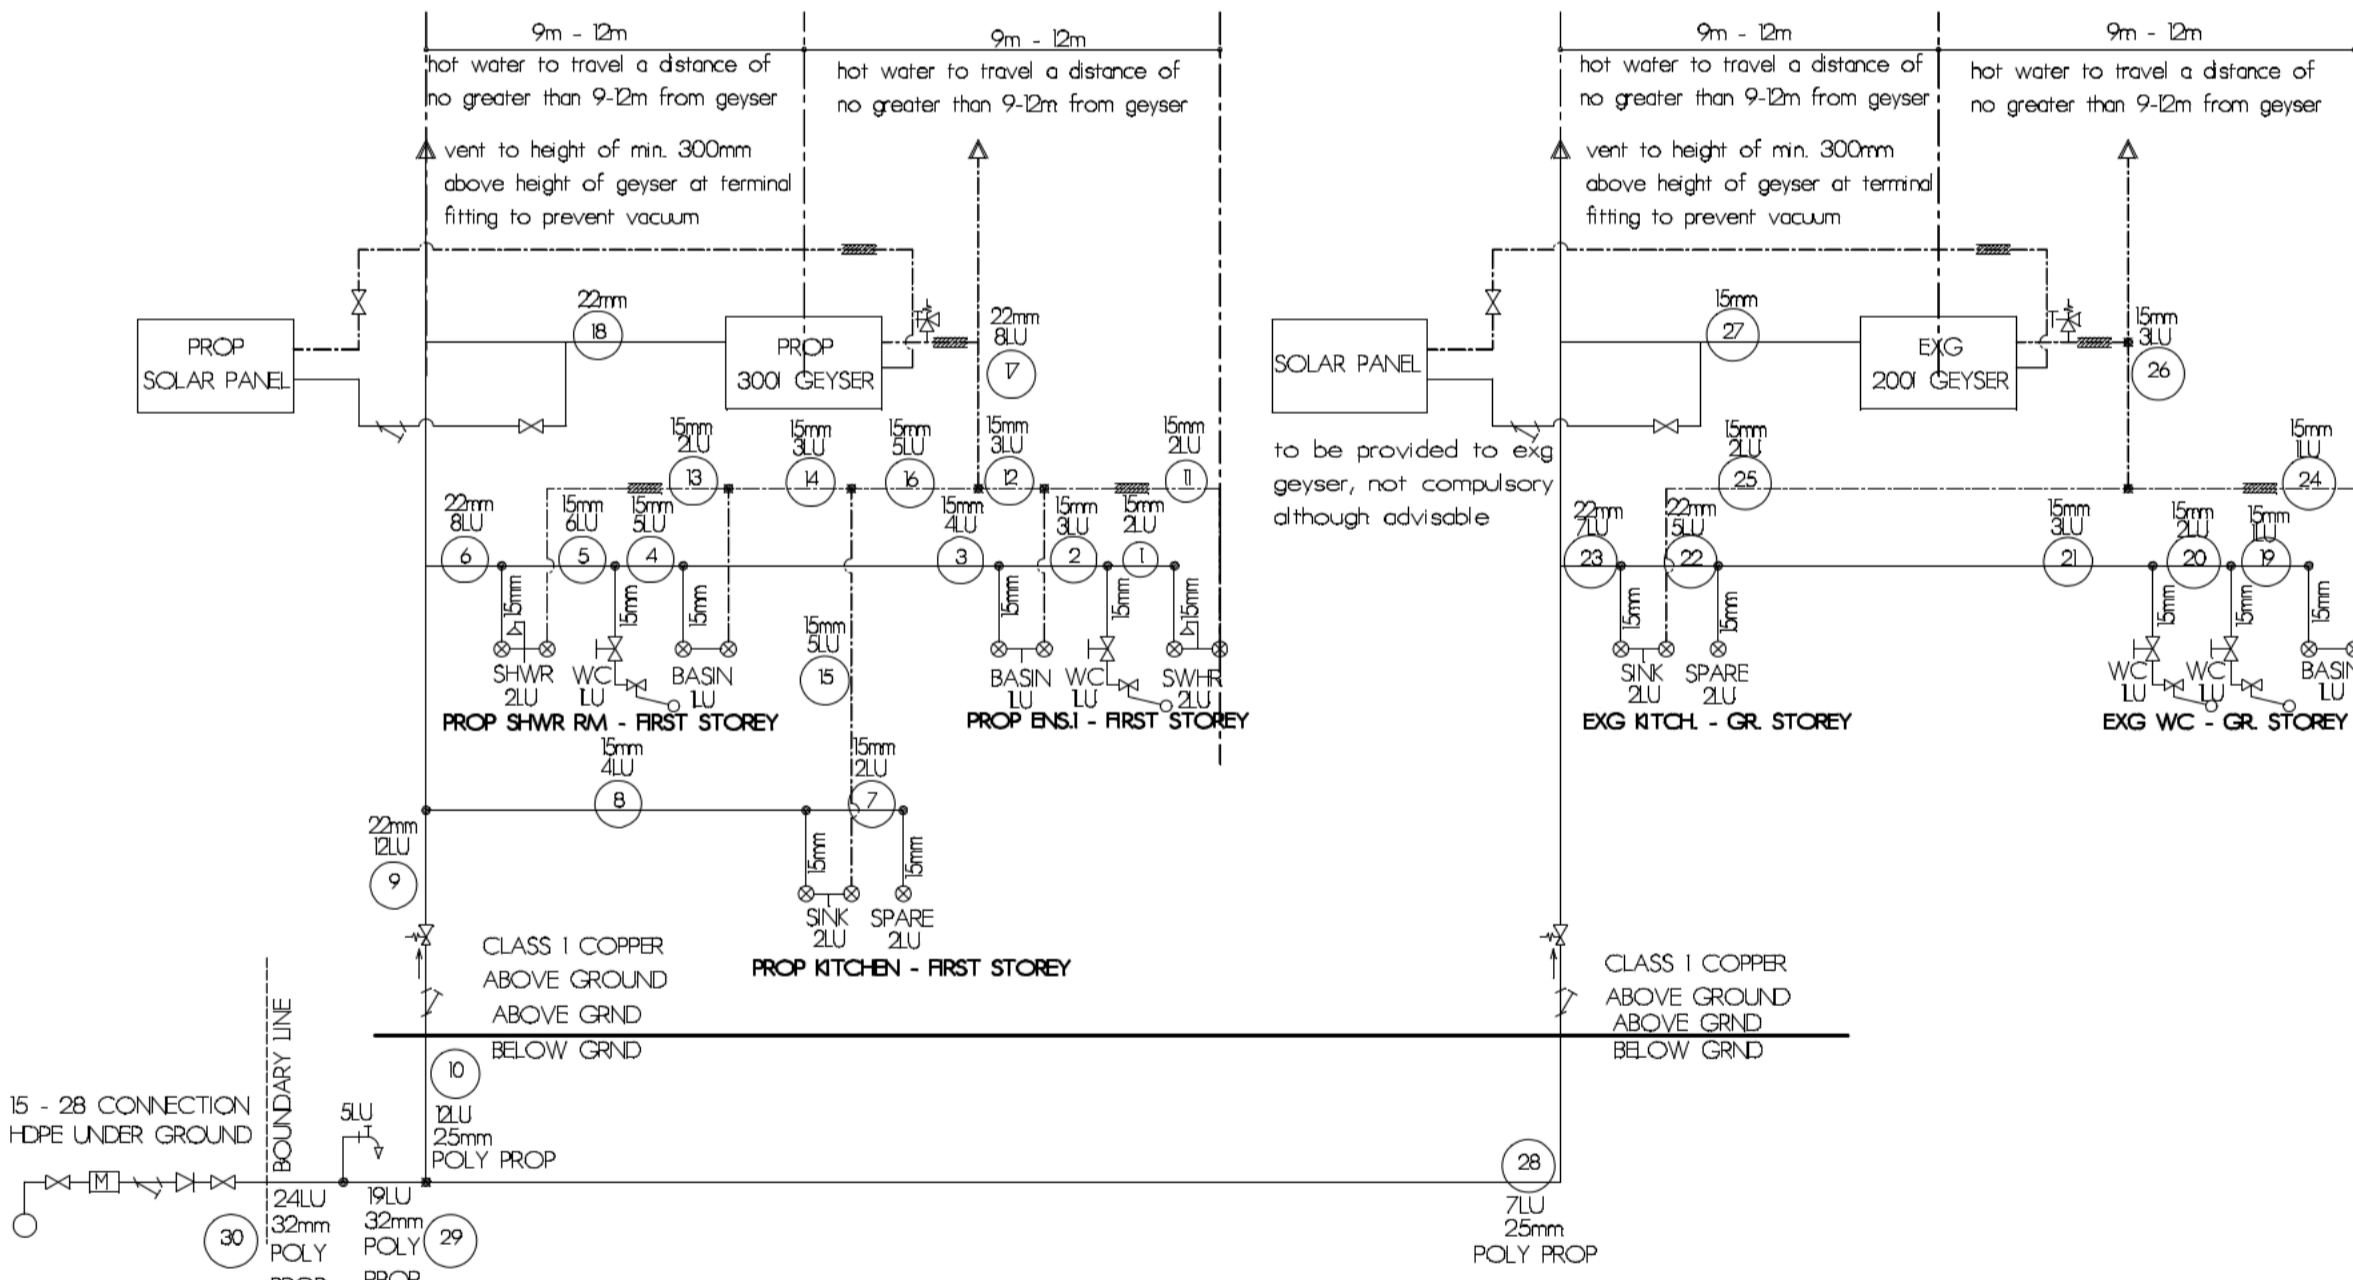 9m - 12m
9m - 12m
9m - 12m
9m - 12m
hot water to travel a distance of
no greater than 9-12m from geyser
hot water to travel a distance of
no greater than 9-12m from geyser
hot water to travel a distance of
no greater than 9-12m from geyser
hot water to travel a distance of
no greater than 9-12m from geyser
vent to height of min. 300mm
above height of geyser at terminal
fitting to prevent vacuum
vent to height of min. 300mm
above height of geyser at terminal
fitting to prevent vacuum
PROP
SOLAR PANEL
22mm
18
PROP
300l GEYSER
22mm
8LU
17
SOLAR PANEL
15mm
27
EXG
200l GEYSER
15mm
3LU
26
to be provided to exg
geyser, not compulsory
although advisable
15mm
2LU
13
15mm
3LU
14
15mm
5LU
16
15mm
3LU
12
15mm
2LU
11
15mm
2LU
25
15mm
1LU
24
22mm
8LU
6
15mm
6LU
5
15mm
5LU
4
15mm
4LU
3
15mm
3LU
2
15mm
2LU
1
22mm
7LU
23
22mm
5LU
22
15mm
3LU
21
15mm
2LU
20
15mm
1LU
19
15mm
15mm
15mm
15mm
15mm
15mm
15mm
15mm
15mm
15mm
15mm
SHWR
2LU
WC
1LU
BASIN
1LU
PROP SHWR RM - FIRST STOREY
15mm
5LU
15
BASIN
1LU
WC
1LU
SWHR
2LU
PROP ENS.1 - FIRST STOREY
SINK
2LU
SPARE
2LU
EXG KITCH. - GR. STOREY
WC
1LU
WC
1LU
BASIN
1LU
EXG WC - GR. STOREY
15mm
4LU
8
15mm
2LU
7
22mm
12LU
9
15mm
15mm
SINK
2LU
SPARE
2LU
PROP KITCHEN - FIRST STOREY
CLASS 1 COPPER
ABOVE GROUND
ABOVE GRND
BELOW GRND
CLASS 1 COPPER
ABOVE GROUND
ABOVE GRND
BELOW GRND
BOUNDARY LINE
10
12LU
25mm
POLY PROP
15 - 28 CONNECTION
HDPE UNDER GROUND
5LU
M
30
24LU
32mm
POLY
PROP
19LU
32mm
POLY
PROP
29
28
7LU
25mm
POLY PROP